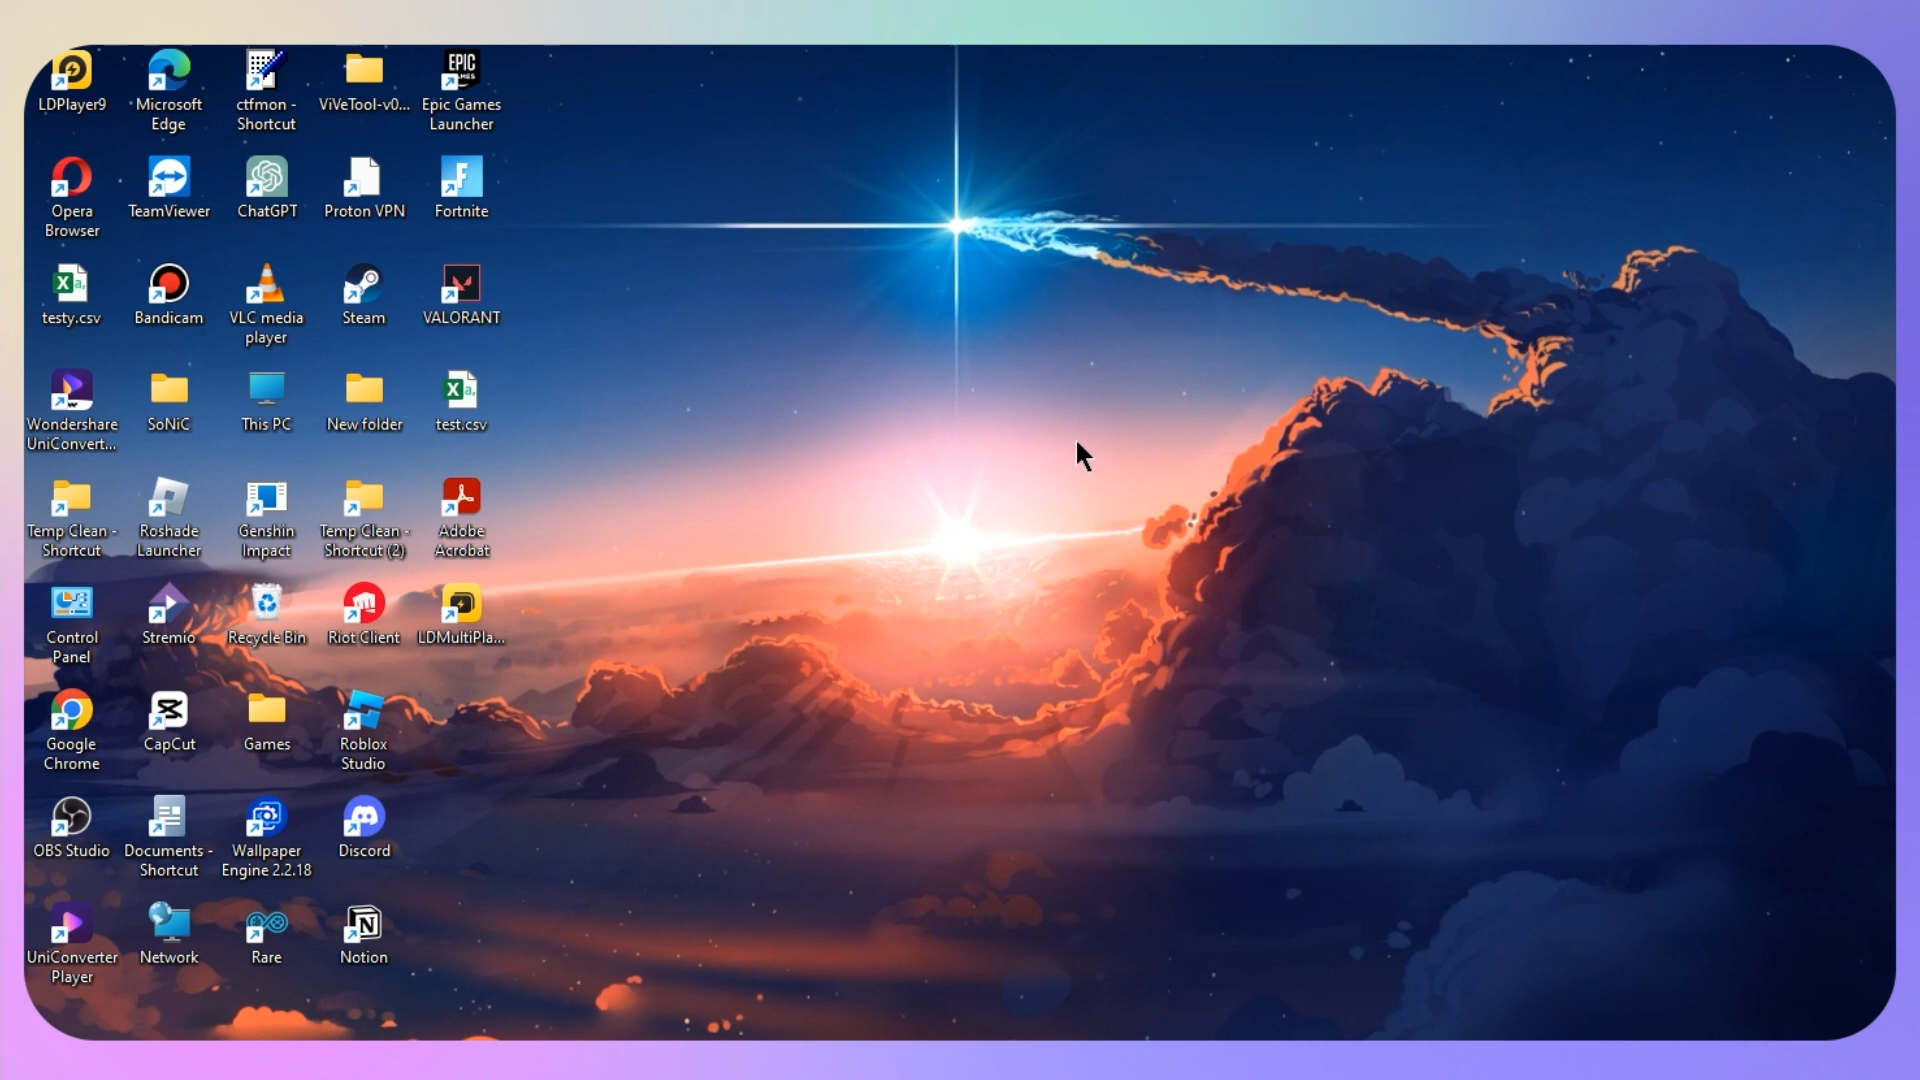 LDPlayer9
Microsoft
Edge
ctfmon -
Shortcut
ViVeTool-v0...
EPIC
GAMES
Epic Games
Launcher
Opera
Browser
TeamViewer
ChatGPT
Proton VPN
F
Fortnite
X a,
testy.csv
Bandicam
VLC media
player
Steam
VALORANT
Wondershare
UniConvert...
SoNiC
This PC
New folder
X a,
test.csv
Temp Clean -
Shortcut
Roshade
Launcher
Genshin
Impact
Temp Clean -
Shortcut (2)
Adobe
Acrobat
Control
Panel
Stremio
Recycle Bin
Riot Client
LDMultiPla...
Google
Chrome
CapCut
Games
Roblox
Studio
OBS Studio
Documents -
Shortcut
Wallpaper
Engine 2.2.18
Discord
UniConverter
Player
Network
Rare
N
Notion